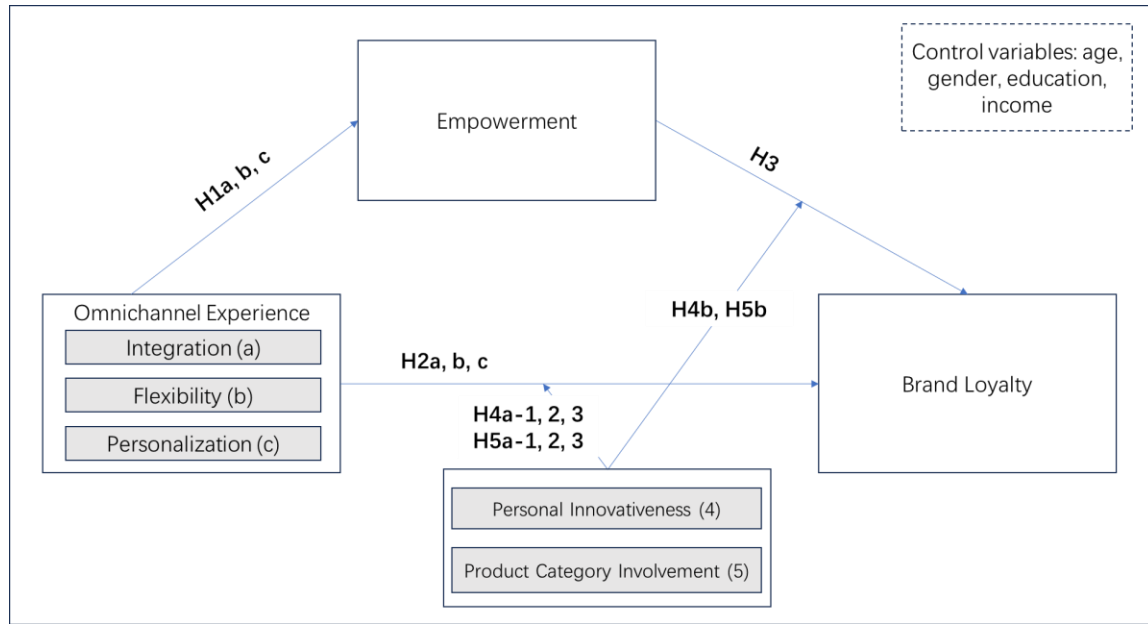 Control variables: age,
gender, education,
income
Empowerment
H1a, b, c
H3
Omnichannel Experience
Integration (a)
Flexibility (b)
Personalization (c)
H2a, b, c
H4b, H5b
Brand Loyalty
H4a-1, 2, 3
H5a-1, 2, 3
Personal Innovativeness (4)
Product Category Involvement (5)